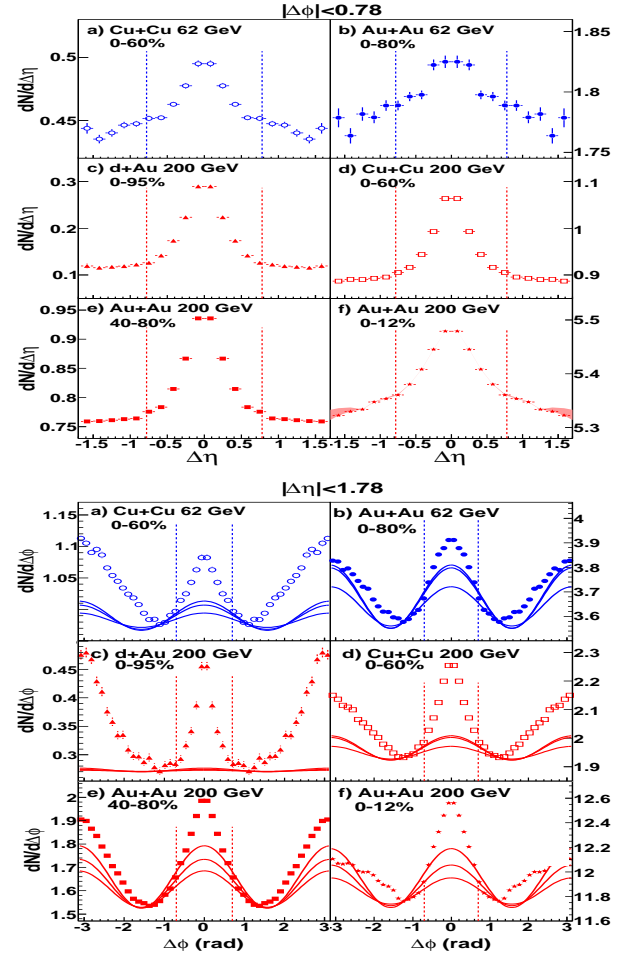 |Δϕ|<0.78
a) Cu+Cu 62 GeV
0-60%
b) Au+Au 62 GeV
0-80%
dN/dΔη
0.5
0.45
1.85
1.8
1.75
c) d+Au 200 GeV
0-95%
d) Cu+Cu 200 GeV
0-60%
dN/dΔη
0.3
0.2
0.1
1.1
1
0.9
e) Au+Au 200 GeV
40-80%
f) Au+Au 200 GeV
0-12%
dN/dΔη
0.95
0.9
0.85
0.8
0.75
5.5
5.4
5.3
-1.5 -1 -0.5 0 0.5 1 1.5
-1.5 -1 -0.5 0 0.5 1 1.5
Δη Δη
|Δη|<1.78
a) Cu+Cu 62 GeV
0-60%
b) Au+Au 62 GeV
0-80%
dN/dΔϕ
1.15
1.1
1.05
4
3.9
3.8
3.7
3.6
c) d+Au 200 GeV
0-95%
d) Cu+Cu 200 GeV
0-60%
dN/dΔϕ
0.45
0.4
0.35
0.3
2.3
2.2
2.1
2
1.9
e) Au+Au 200 GeV
40-80%
f) Au+Au 200 GeV
0-12%
dN/dΔϕ
2
1.9
1.8
1.7
1.6
1.5
12.6
12.4
12.2
12
11.8
11.6
-3 -2 -1 0 1 2 3
-3 -2 -1 0 1 2 3
Δϕ (rad) Δϕ (rad)